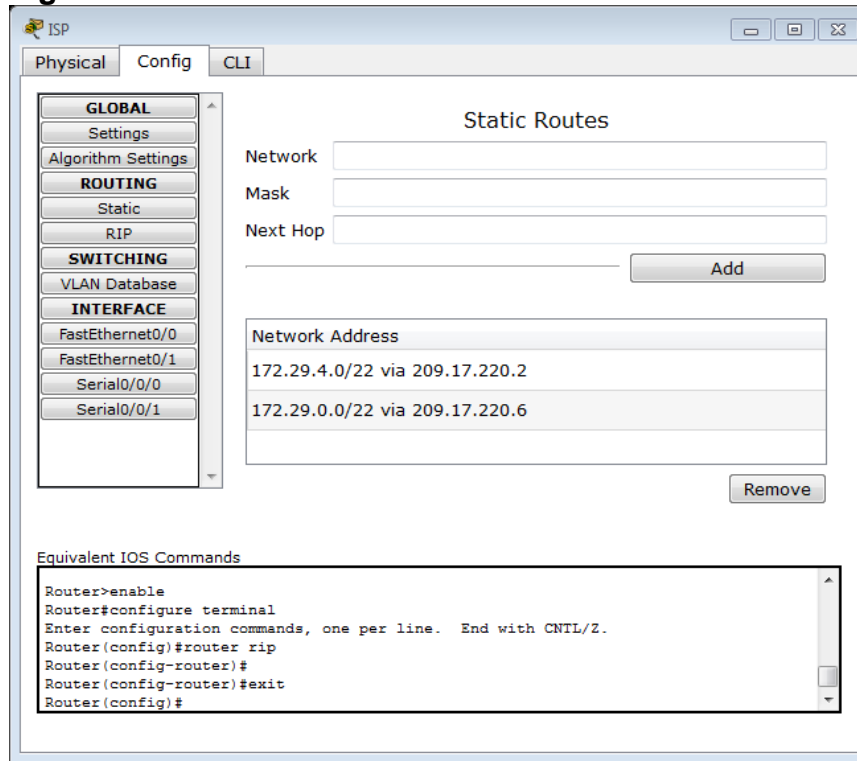 ISP
Physical Config CLI
GLOBAL
Settings
Algorithm Settings
ROUTING
Static
RIP
SWITCHING
VLAN Database
INTERFACE
FastEthernet0/0
FastEthernet0/1
Serial0/0/0
Serial0/0/1
Static Routes
Network
Mask
Next Hop
Add
Network Address
172.29.4.0/22 via 209.17.220.2
172.29.0.0/22 via 209.17.220.6
Remove
Equivalent IOS Commands
Router>enable
Router#configure terminal
Enter configuration commands, one per line.  End with CNTL/Z.
Router(config)#router rip
Router(config-router)#
Router(config-router)#exit
Router(config)#